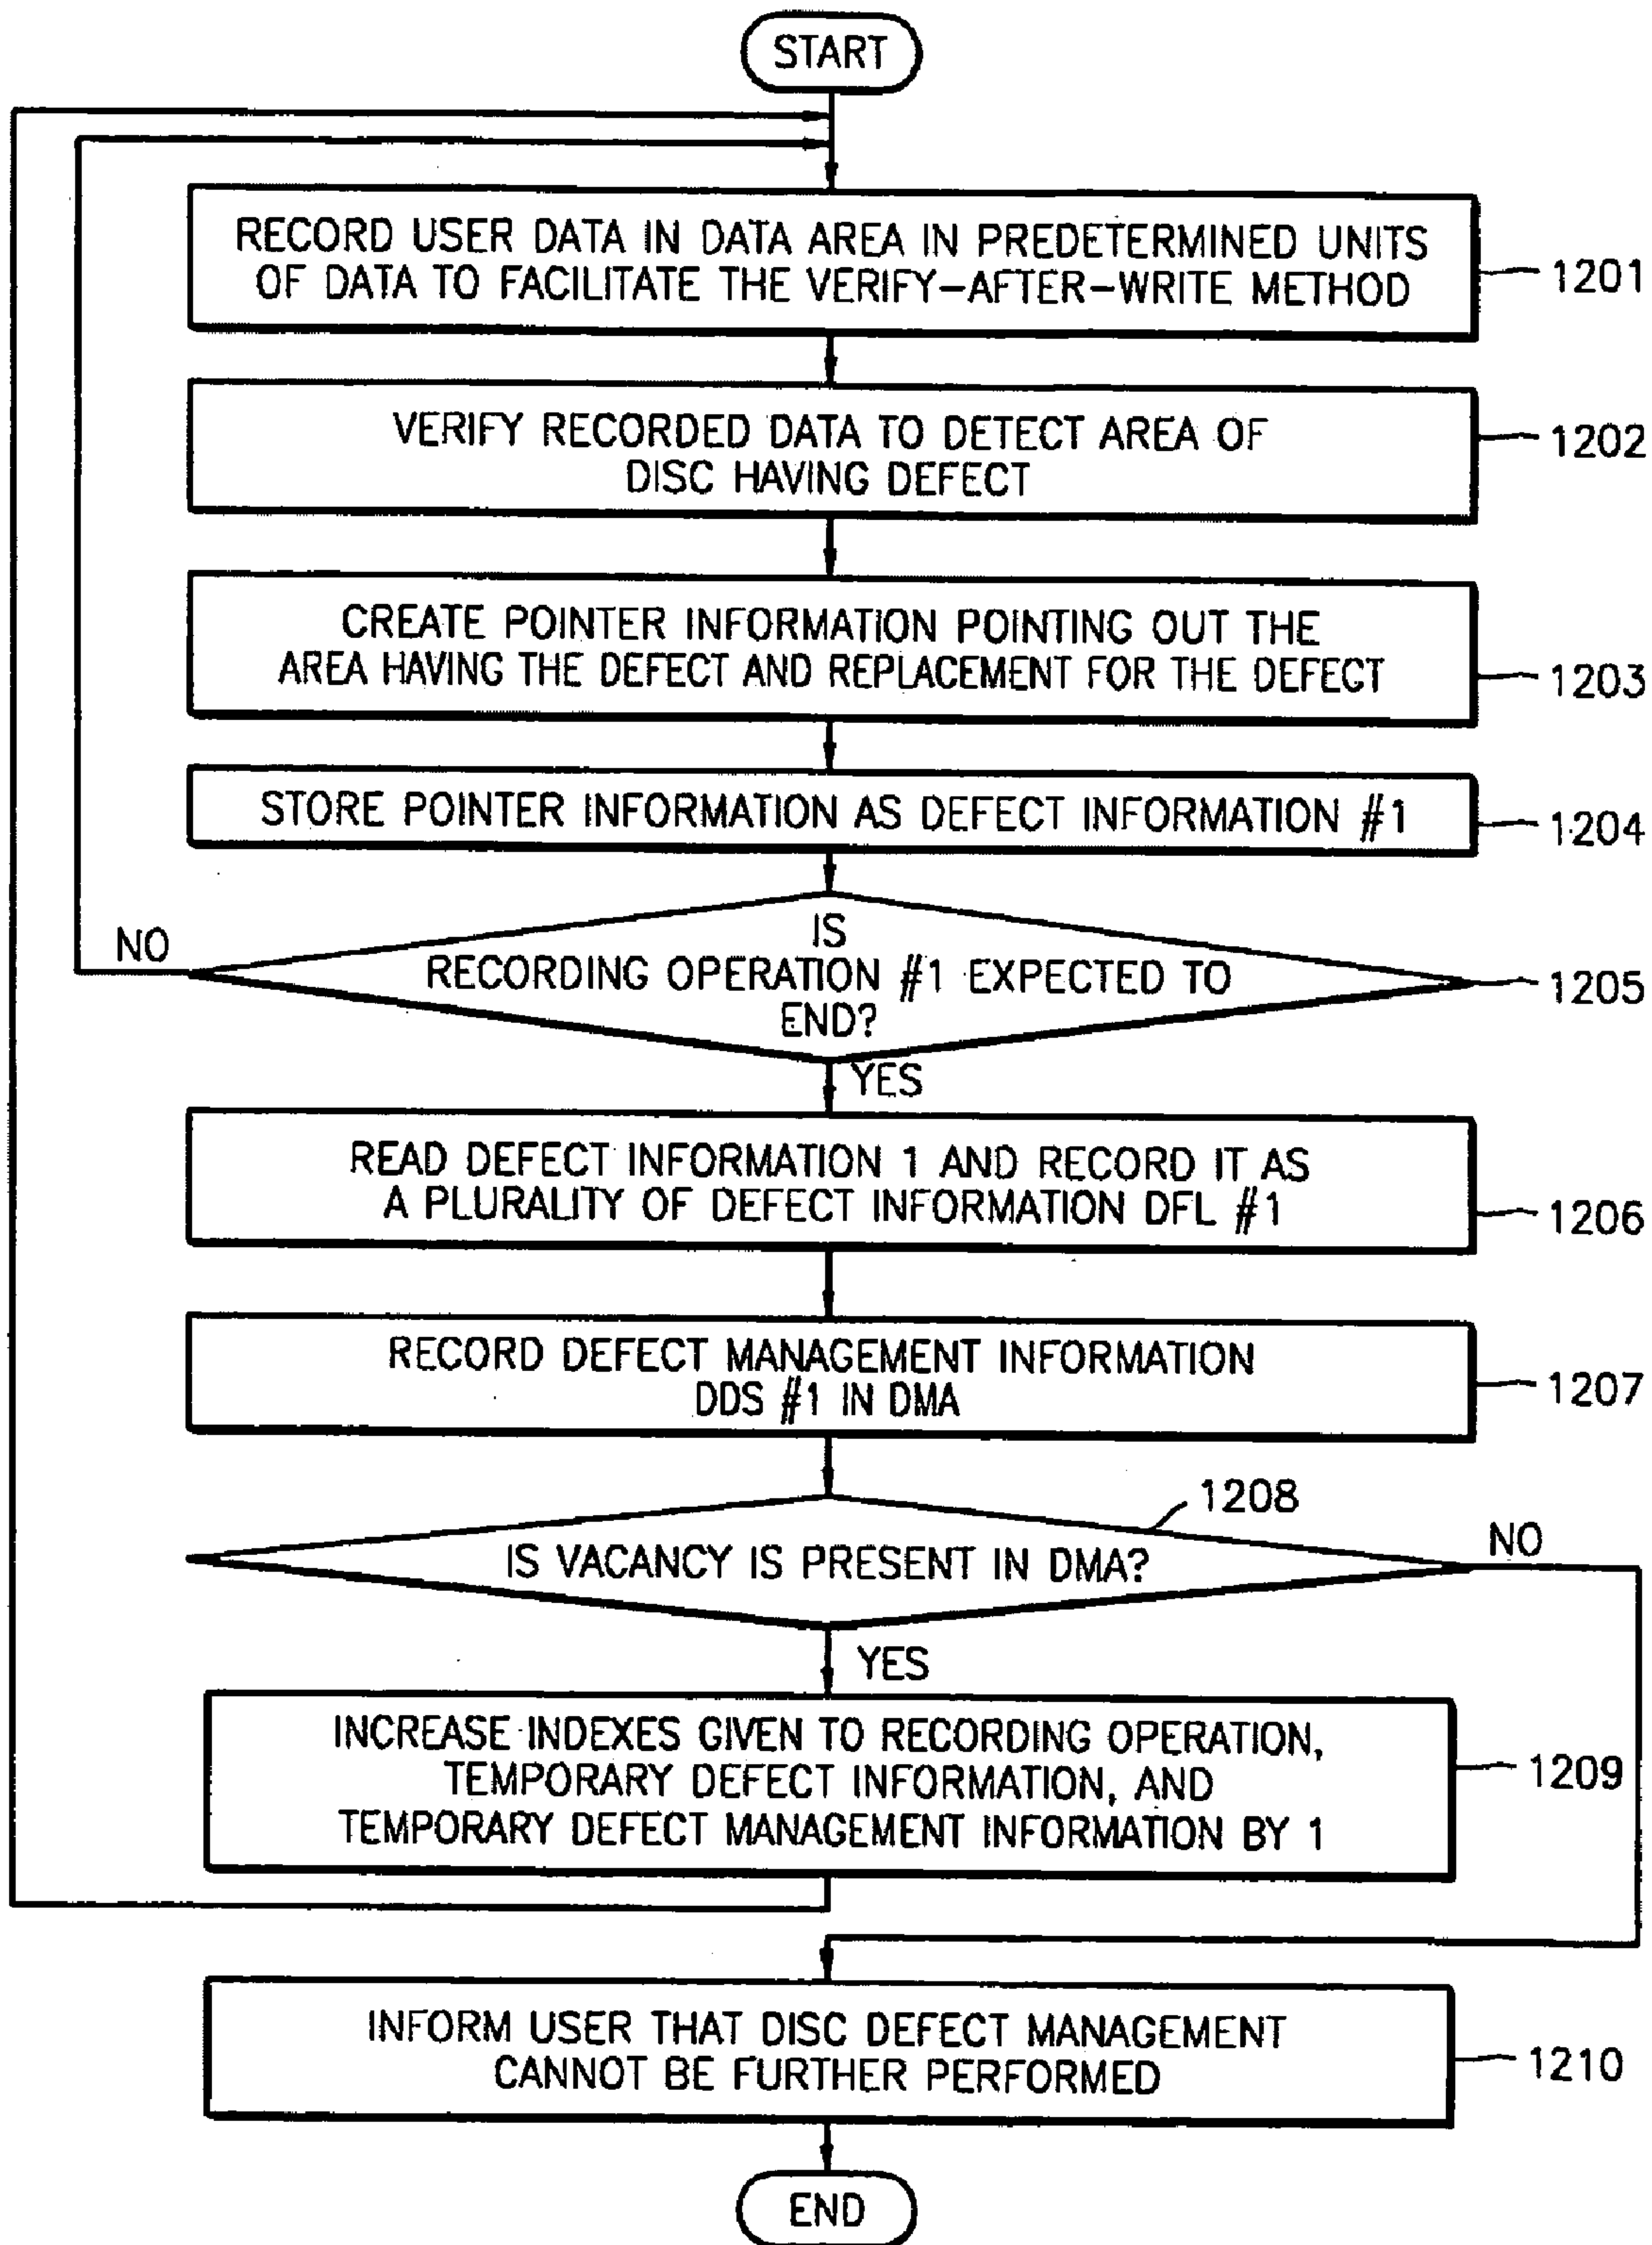 START
RECORD USER DATA IN DATA AREA IN PREDETERMINED UNITS
OF DATA TO FACILITATE THE VERIFY-AFTER-WRITE METHOD
1201
VERIFY RECORDED DATA TO DETECT AREA OF
DISC HAVING DEFECT
1202
CREATE POINTER INFORMATION POINTING OUT THE
AREA HAVING THE DEFECT AND REPLACEMENT FOR THE DEFECT
1203
STORE POINTER INFORMATION AS DEFECT INFORMATION #1
1204
NO
IS
RECORDING OPERATION #1 EXPECTED TO
END?
1205
YES
READ DEFECT INFORMATION 1 AND RECORD IT AS
A PLURALITY OF DEFECT INFORMATION DFL #1
1206
RECORD DEFECT MANAGEMENT INFORMATION
DDS #1 IN DMA
1207
1208
IS VACANCY IS PRESENT IN DMA?
NO
YES
INCREASE INDEXES GIVEN TO RECORDING OPERATION,
TEMPORARY DEFECT INFORMATION, AND
TEMPORARY DEFECT MANAGEMENT INFORMATION BY 1
1209
INFORM USER THAT DISC DEFECT MANAGEMENT
CANNOT BE FURTHER PERFORMED
1210
END